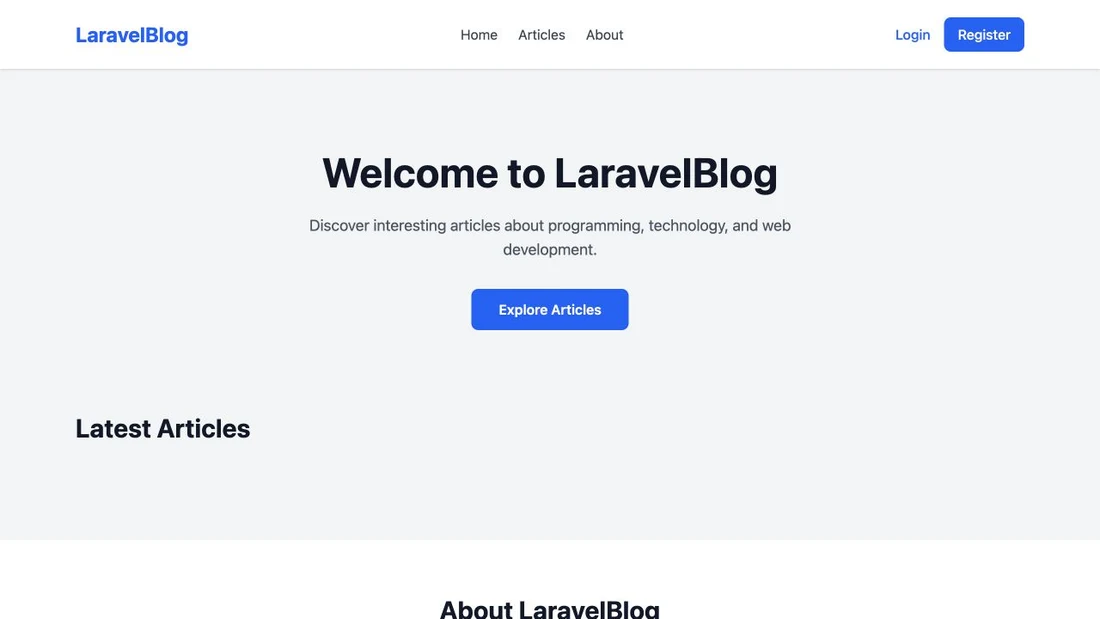 LaravelBlog
Home Articles About
Login Register
Welcome to LaravelBlog
Discover interesting articles about programming, technology, and web
development.
Explore Articles
Latest Articles
About LaravelBlog